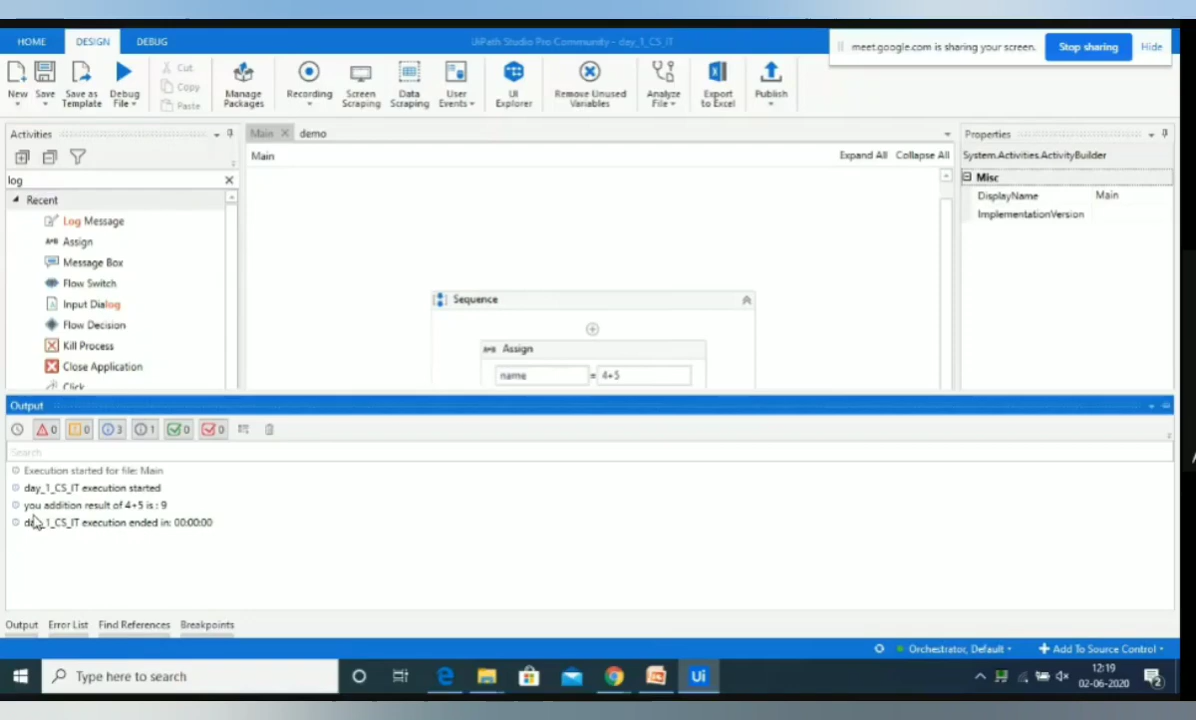 HOME DESIGN DEBUG
UiPath Studio Pro Community - day_1_CS_IT
meet.google.com is sharing your screen. Stop sharing Hide
New Save Save as Template Debug File Cut Copy Paste Manage Packages Recording Screen Scraping Data Scraping User Events UI Explorer Remove Unused Variables Analyze File Export to Excel Publish
Activities Main demo Properties
Main Expand All Collapse All System.Activities.ActivityBuilder
log
Misc
Recent
DisplayName Main
ImplementationVersion
Log Message
Assign
Message Box
Flow Switch
Input Dialog
Flow Decision
Kill Process
Close Application
Click
Sequence
A+B Assign
name = 4+5
Output
0 0 3 1 0 0
Search
Execution started for file: Main
day_1_CS_IT execution started
you addition result of 4+5 is : 9
day_1_CS_IT execution ended in: 00:00:00
Output Error List Find References Breakpoints
Orchestrator, Default Add To Source Control
Type here to search
Ui
12:19
02-06-2020
2